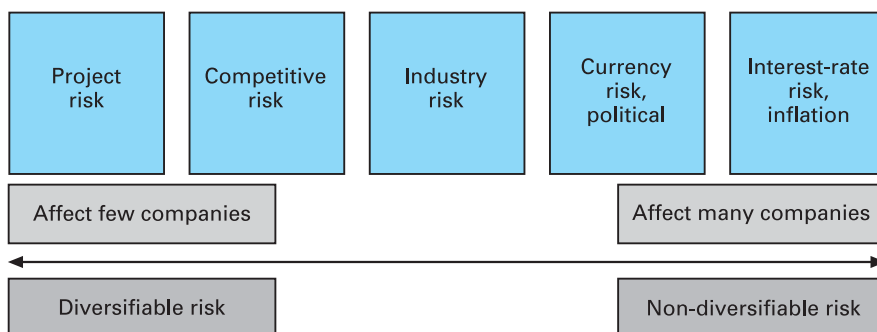 Project
risk
Competitive
risk
Industry
risk
Currency
risk,
political
Interest-rate
risk,
inflation
Affect few companies
Affect many companies
Diversifiable risk
Non-diversifiable risk